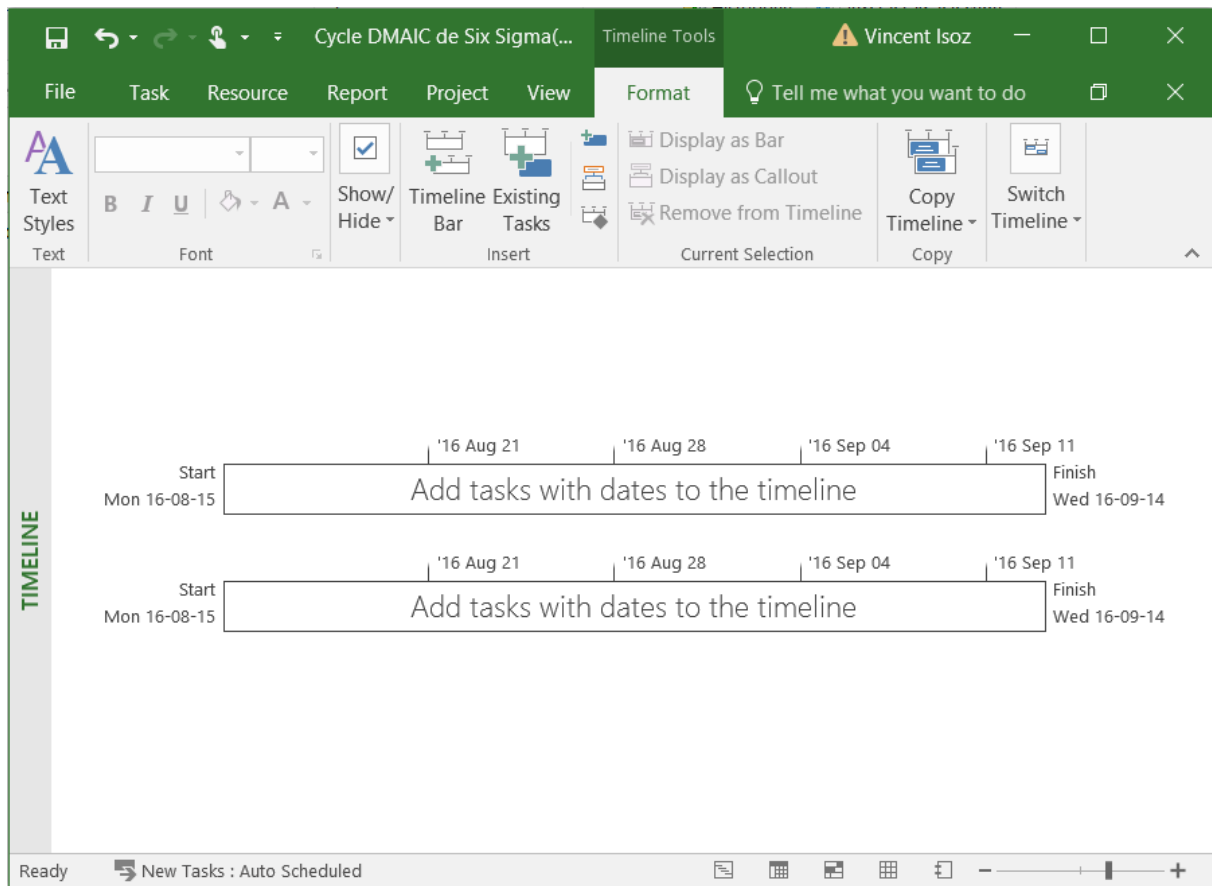 Cycle DMAIC de Six Sigma(... Timeline Tools Vincent Isoz
File Task Resource Report Project View Format Tell me what you want to do
Text Styles
B I U A
Show/ Hide
Timeline Bar
Existing Tasks
Display as Bar
Display as Callout
Remove from Timeline
Copy Timeline
Switch Timeline
Text Font Insert Current Selection Copy
TIMELINE
'16 Aug 21 '16 Aug 28 '16 Sep 04 '16 Sep 11
Start Finish
Mon 16-08-15 Add tasks with dates to the timeline Wed 16-09-14
'16 Aug 21 '16 Aug 28 '16 Sep 04 '16 Sep 11
Start Finish
Mon 16-08-15 Add tasks with dates to the timeline Wed 16-09-14
Ready New Tasks : Auto Scheduled